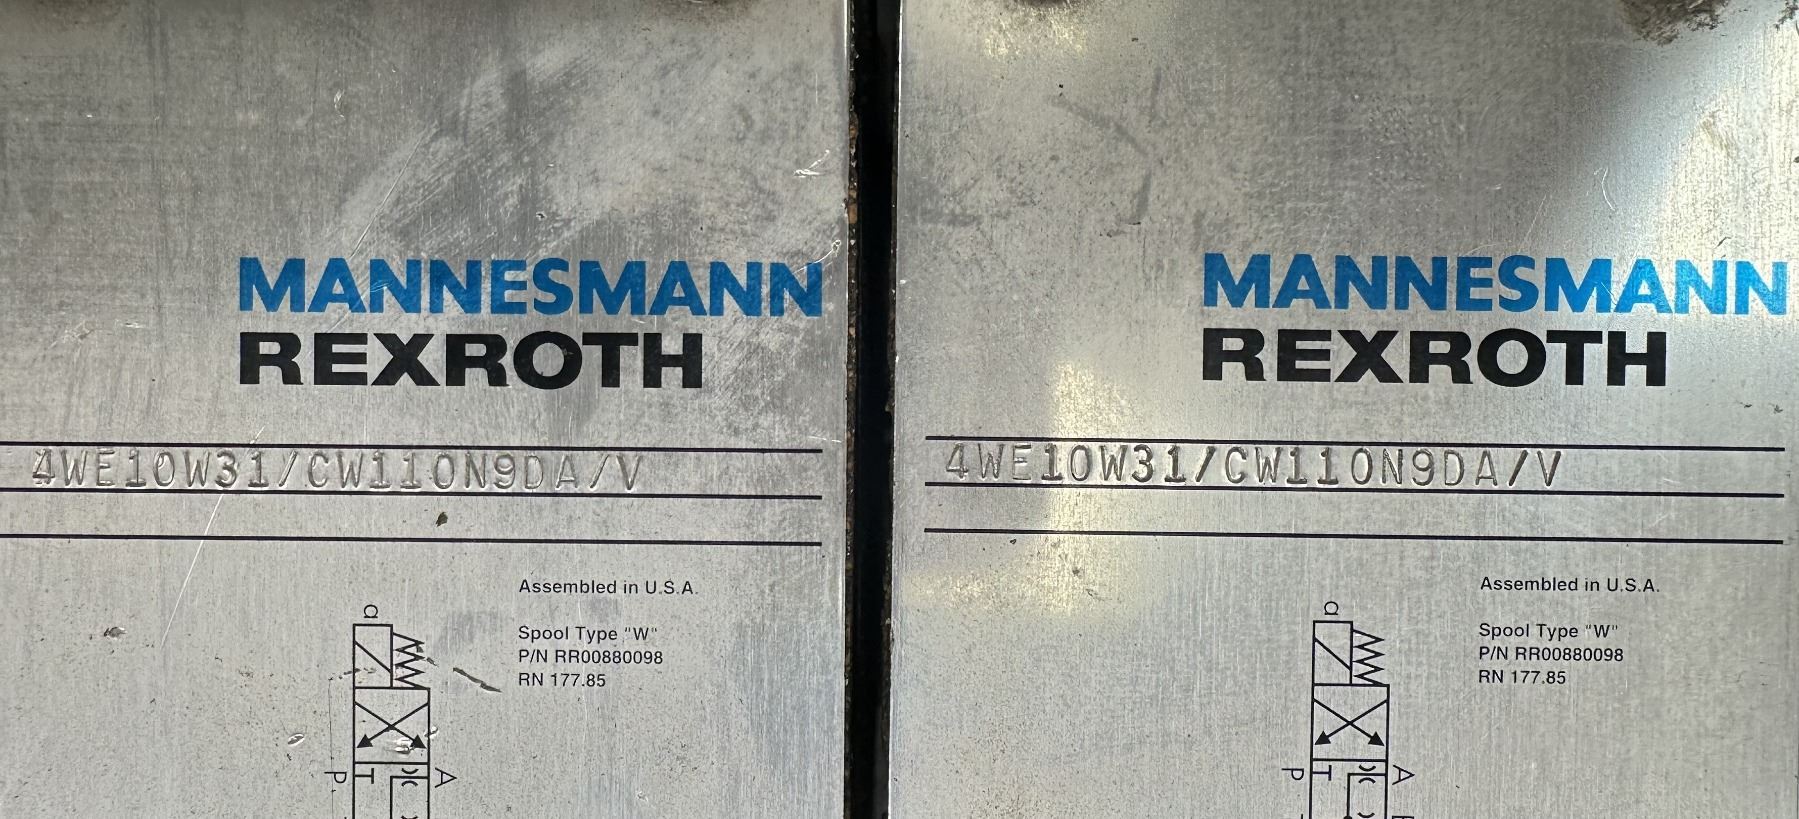 MANNESMANN
REXROTH
4WE10W31/CW110N9DA/V
Assembled in U.S.A.
Spool Type "W"
P/N RR00880098
RN 177.85
a
P T A
MANNESMANN
REXROTH
4WE10W31/CW110N9DA/V
Assembled in U.S.A.
Spool Type "W"
P/N RR00880098
RN 177.85
a
P T A